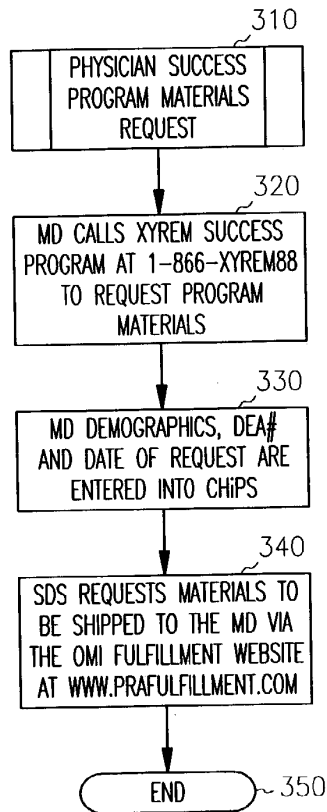 310
PHYSICIAN SUCCESS
PROGRAM MATERIALS
REQUEST
320
MD CALLS XYREM SUCCESS
PROGRAM AT 1-866-XYREM88
TO REQUEST PROGRAM
MATERIALS
330
MD DEMOGRAPHICS, DEA#
AND DATE OF REQUEST ARE
ENTERED INTO CHiPS
340
SDS REQUESTS MATERIALS TO
BE SHIPPED TO THE MD VIA
THE OMI FULFILLMENT WEBSITE
AT WWW.PRAFULFILLMENT.COM
END
350